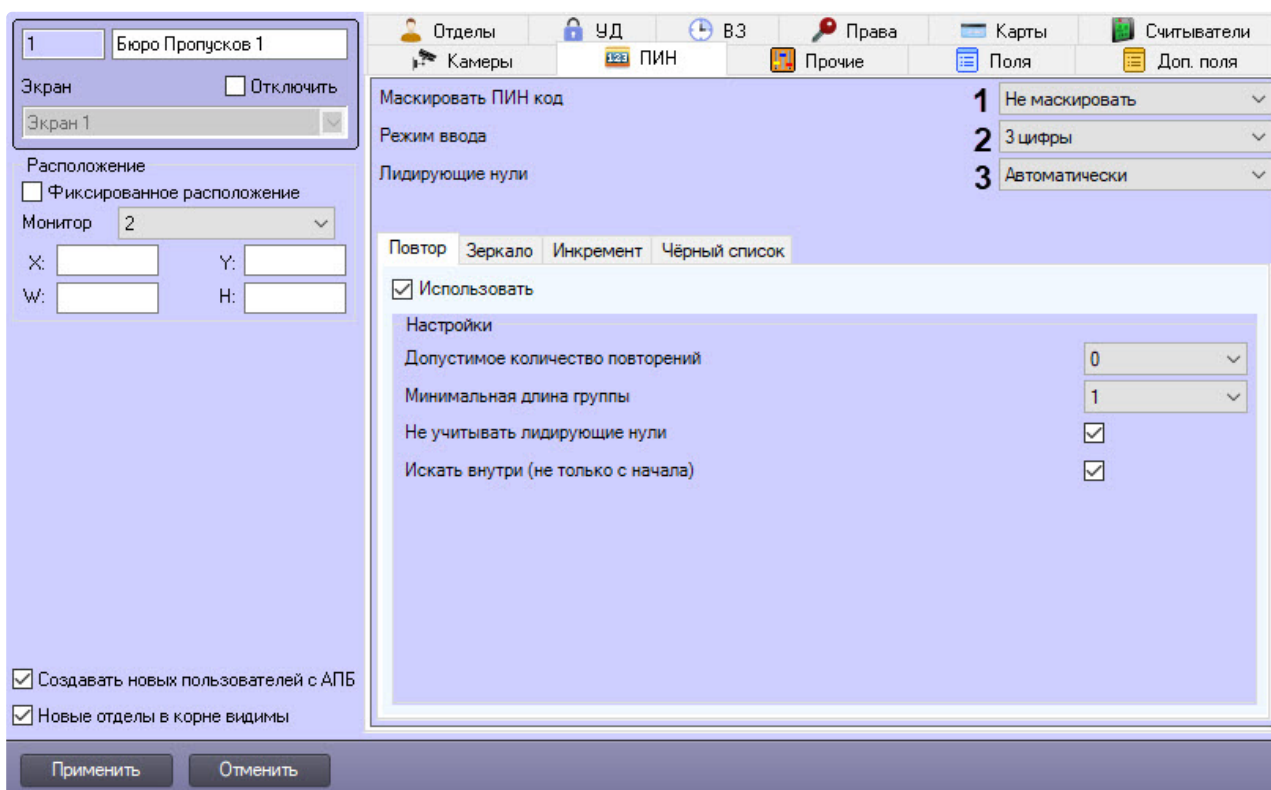 1 Бюро Пропусков 1
Экран Отключить
Экран 1
Расположение
Фиксированное расположение
Монитор 2
X: Y:
W: H:
Создавать новых пользователей с АПБ
Новые отделы в корне видимы
Отделы УД ВЗ Права Карты Считыватели
Камеры ПИН Прочие Поля Доп. поля
Маскировать ПИН код 1 Не маскировать
Режим ввода 2 3 цифры
Лидирующие нули 3 Автоматически
Повтор Зеркало Инкремент Чёрный список
Использовать
Настройки
Допустимое количество повторений 0
Минимальная длина группы 1
Не учитывать лидирующие нули
Искать внутри (не только с начала)
Применить Отменить